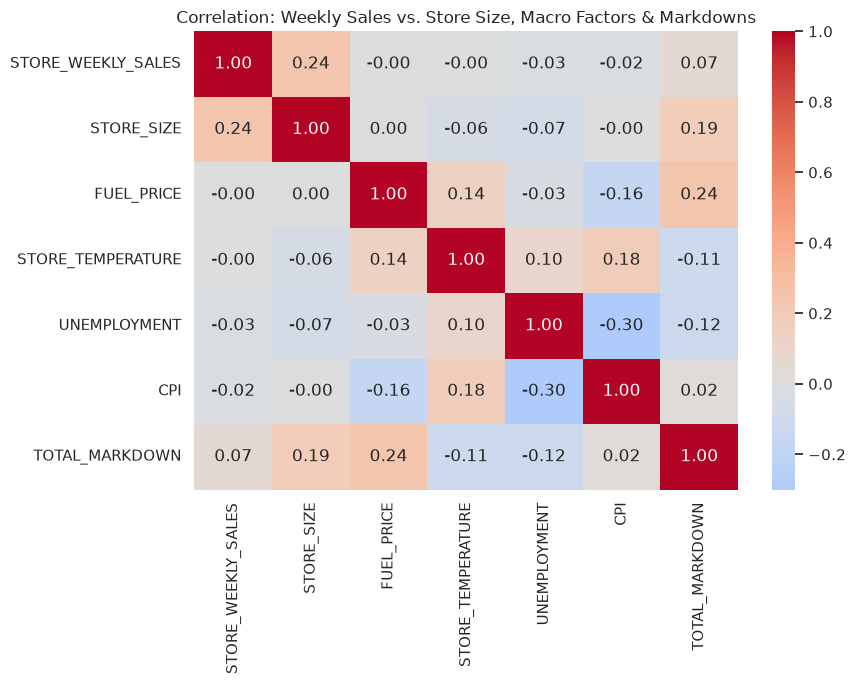 Correlation: Weekly Sales vs. Store Size, Macro Factors & Markdowns
STORE_WEEKLY_SALES 1.00 0.24 -0.00 -0.00 -0.03 -0.02 0.07
STORE_SIZE 0.24 1.00 0.00 -0.06 -0.07 -0.00 0.19
FUEL_PRICE -0.00 0.00 1.00 0.14 -0.03 -0.16 0.24
STORE_TEMPERATURE -0.00 -0.06 0.14 1.00 0.10 0.18 -0.11
UNEMPLOYMENT -0.03 -0.07 -0.03 0.10 1.00 -0.30 -0.12
CPI -0.02 -0.00 -0.16 0.18 -0.30 1.00 0.02
TOTAL_MARKDOWN 0.07 0.19 0.24 -0.11 -0.12 0.02 1.00
STORE_WEEKLY_SALES
STORE_SIZE
FUEL_PRICE
STORE_TEMPERATURE
UNEMPLOYMENT
CPI
TOTAL_MARKDOWN
1.0
0.8
0.6
0.4
0.2
0.0
−0.2